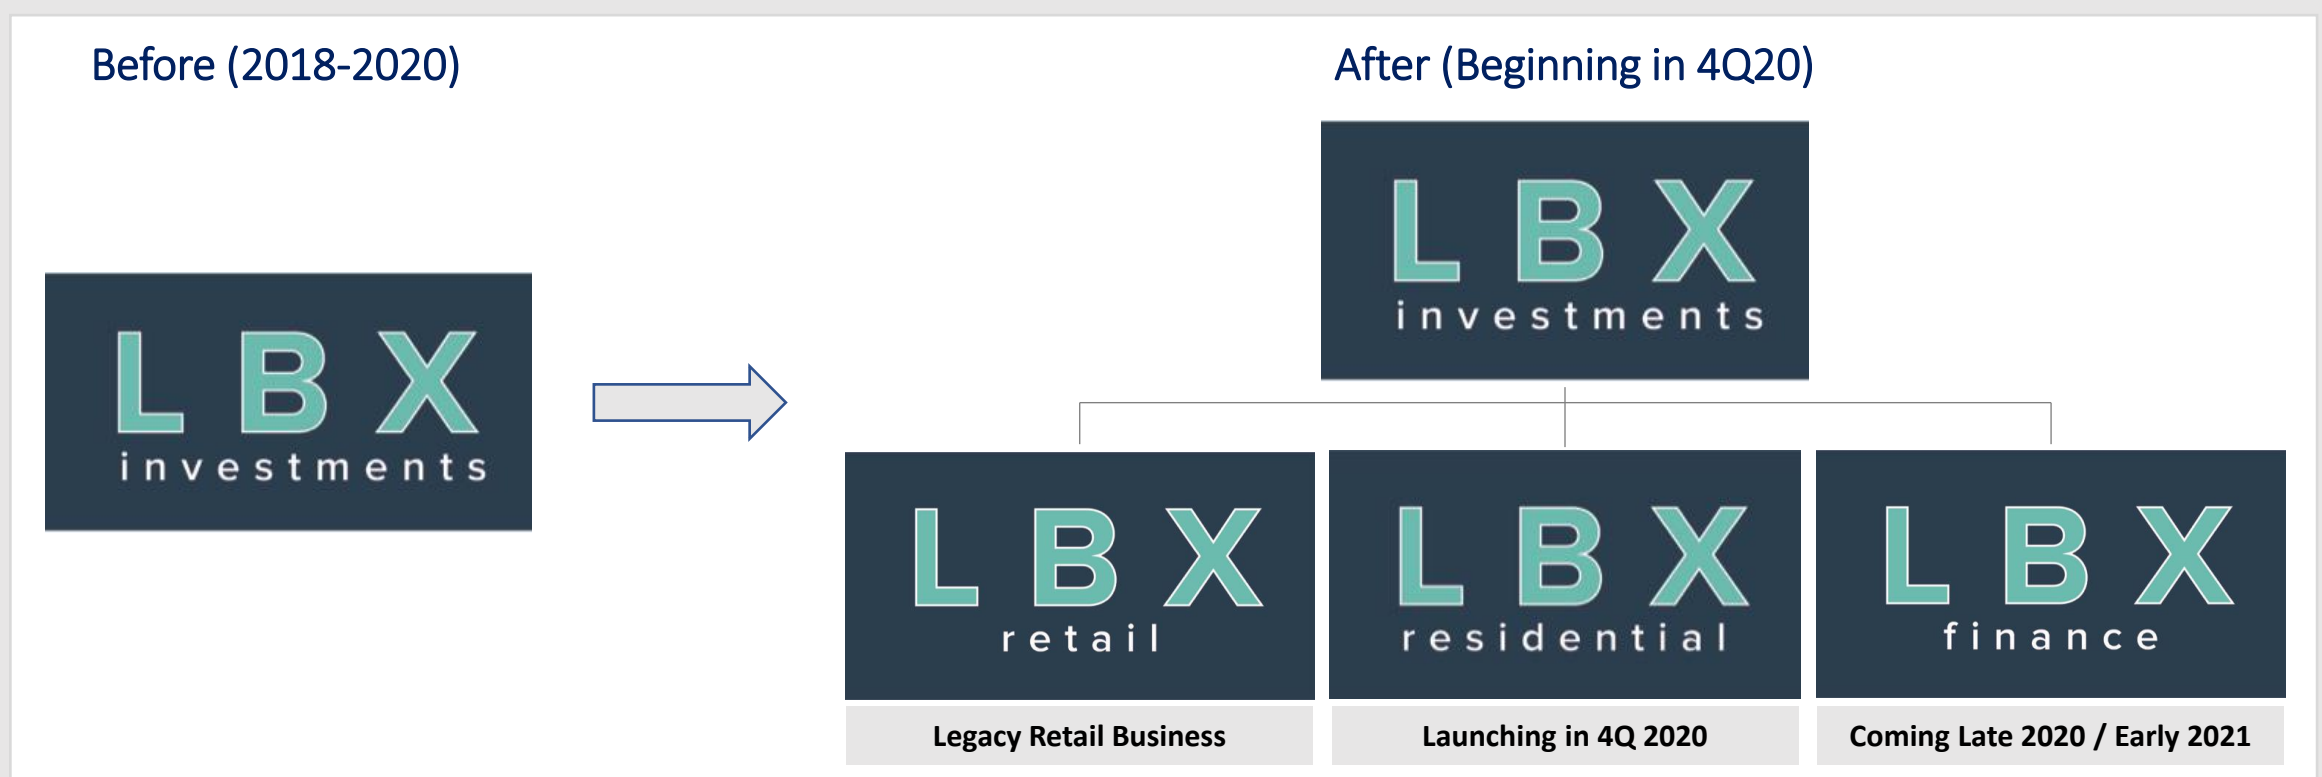 Before (2018-2020)
After (Beginning in 4Q20)
LBX
investments
LBX
investments
LBX
retail
LBX
residential
LBX
finance
Legacy Retail Business
Launching in 4Q 2020
Coming Late 2020 / Early 2021